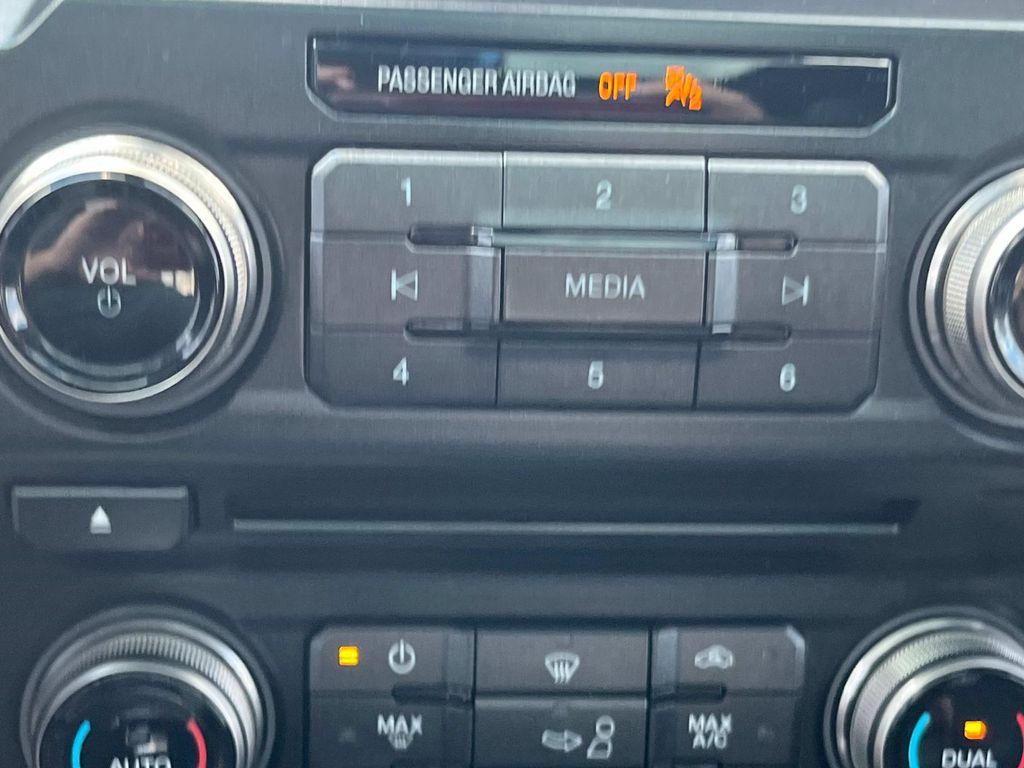 PASSENGER AIRBAG OFF
1 2 3
VOL
MEDIA
4 5 6
MAX
MAX
A/C
AUTO
DUAL